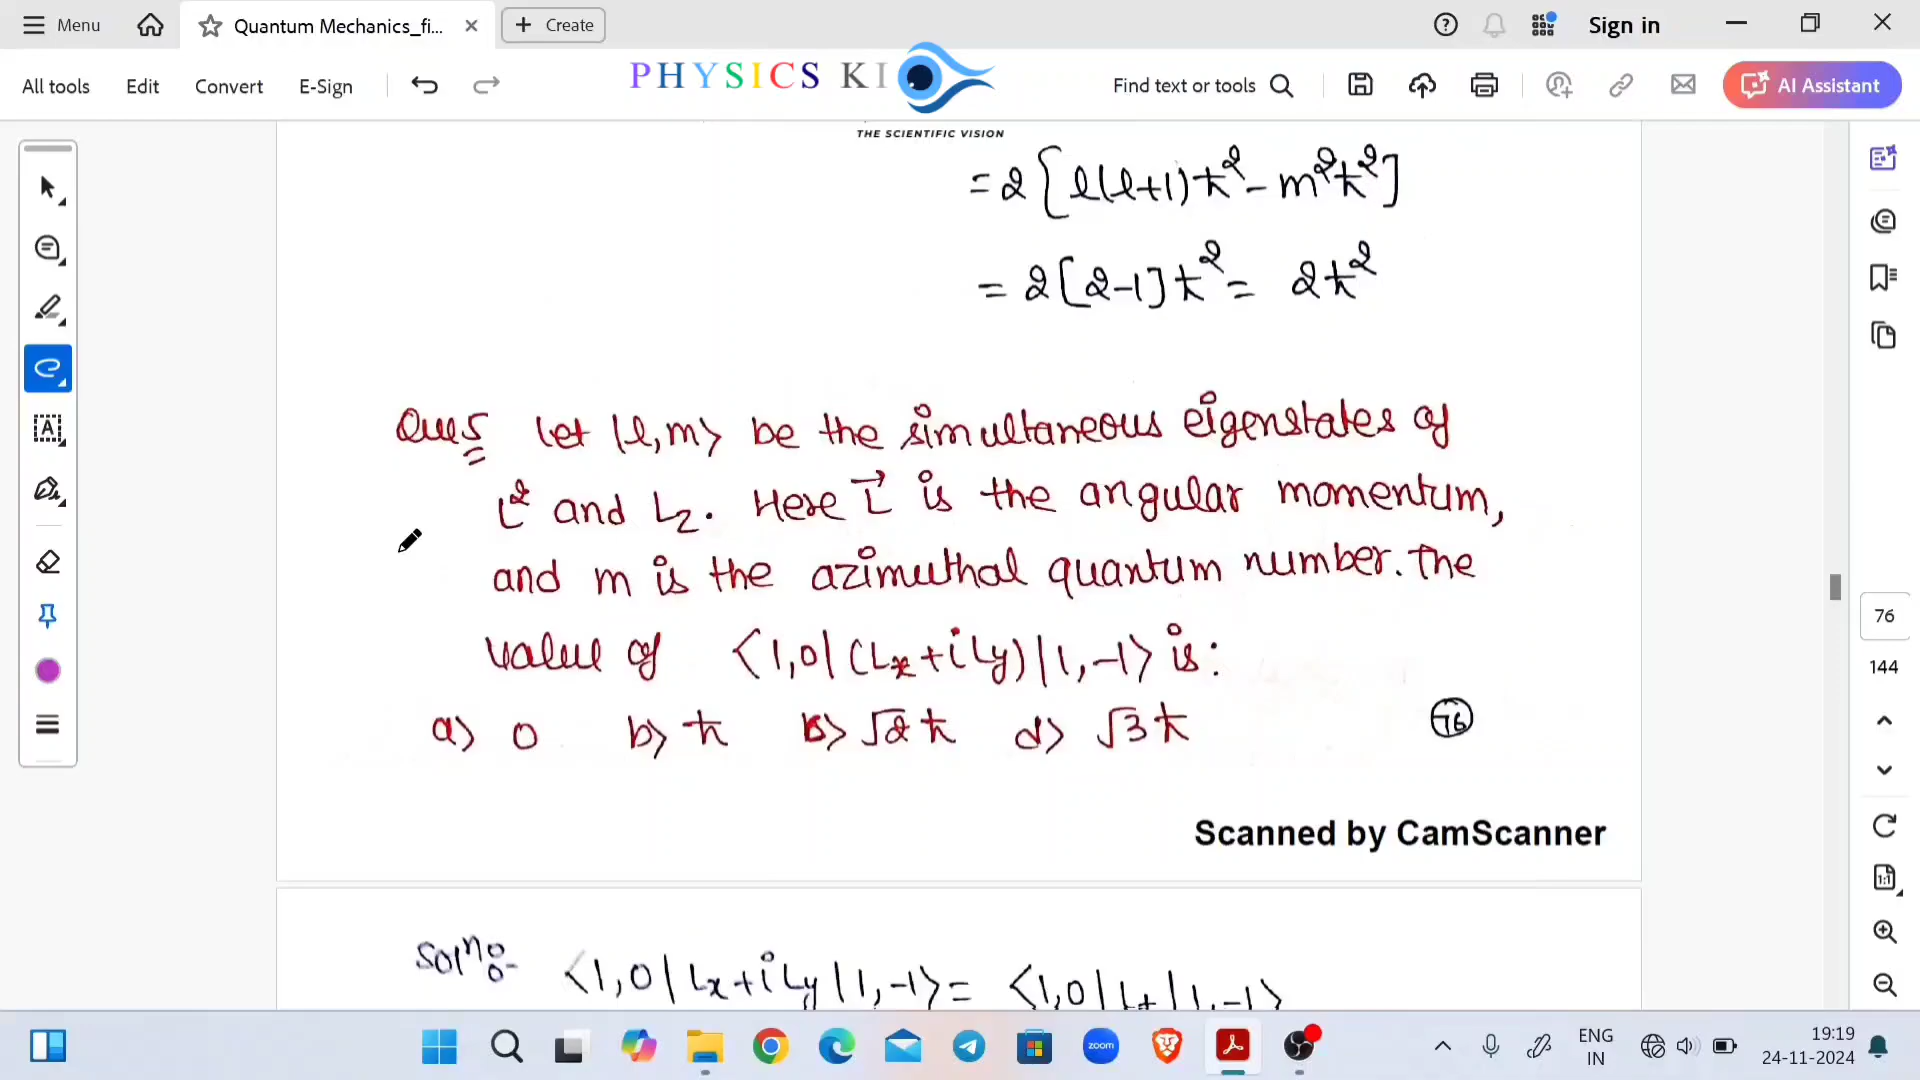 Menu
Quantum Mechanics_fi...
Create
Sign in
All tools
Edit
Convert
E-Sign
PHYSICS KI
THE SCIENTIFIC VISION
Find text or tools
AI Assistant
= 2 [ l(l+1)ħ² - m²ħ² ]
= 2 [2-1] ħ² = 2ħ²
Ques Let |l,m> be the simultaneous eigenstates of
L² and Lz. Here L⃗ is the angular momentum,
and m is the azimuthal quantum number. The
value of <1,0| (Lx+iLy) |1,-1> is:
a> 0 b> ħ c> √2 ħ d> √3 ħ
76
Scanned by CamScanner
Soln:- <1,0| Lx+iLy |1,-1> = <1,0| L+ |1,-1>
76
144
1:1
zoom
ENG
IN
19:19
24-11-2024